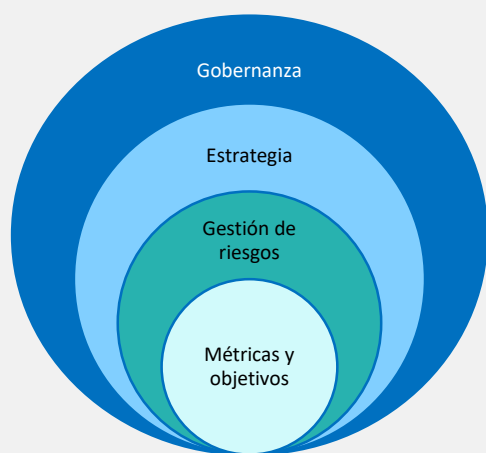 Gobernanza
Estrategia
Gestión de
riesgos
Métricas y
objetivos